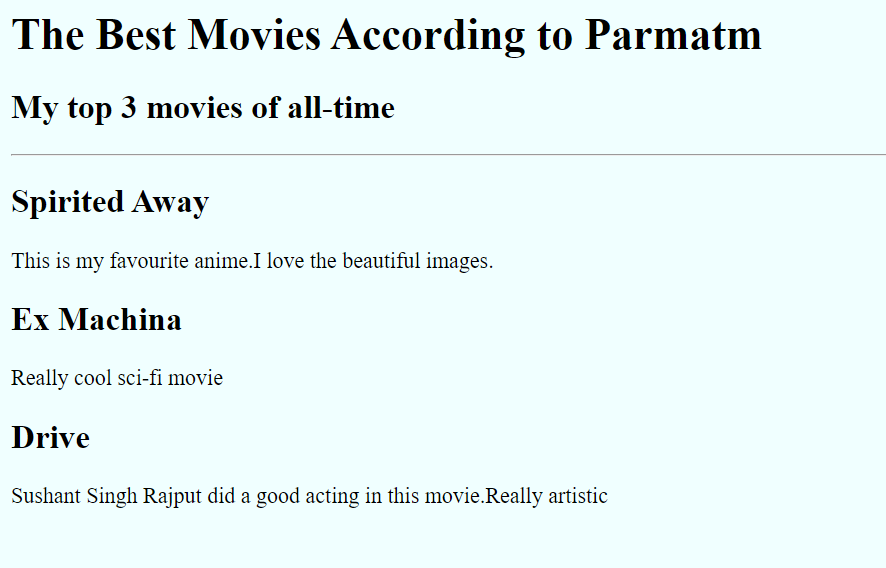 The Best Movies According to Parmatm
My top 3 movies of all-time
Spirited Away
This is my favourite anime.I love the beautiful images.
Ex Machina
Really cool sci-fi movie
Drive
Sushant Singh Rajput did a good acting in this movie.Really artistic